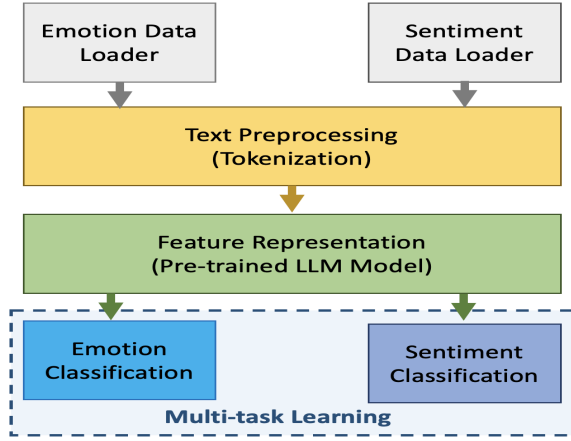 Emotion Data
Loader
Sentiment
Data Loader
Text Preprocessing
(Tokenization)
Feature Representation
(Pre-trained LLM Model)
Emotion
Classification
Sentiment
Classification
Multi-task Learning